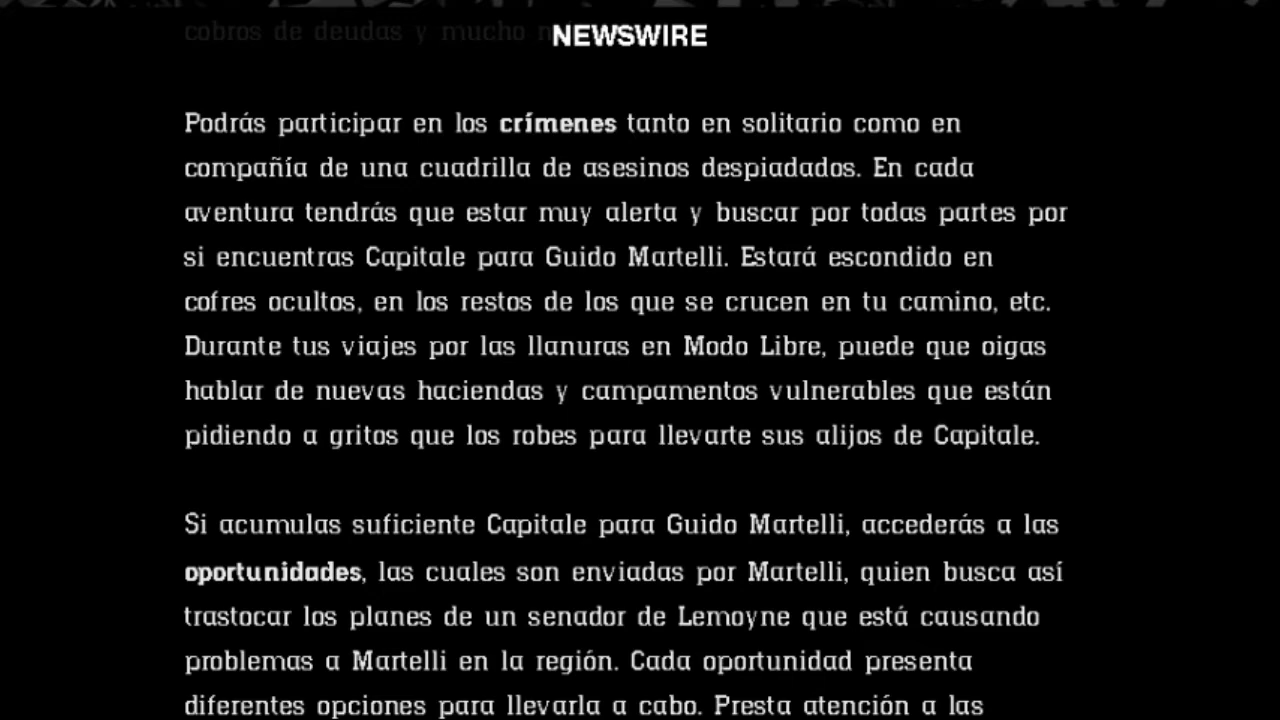 cobros de deudas y mucho
NEWSWIRE
Podrás participar en los crímenes tanto en solitario como en
compañía de una cuadrilla de asesinos despiadados. En cada
aventura tendrás que estar muy alerta y buscar por todas partes por
si encuentras Capitale para Guido Martelli. Estará escondido en
cofres ocultos, en los restos de los que se crucen en tu camino, etc.
Durante tus viajes por las llanuras en Modo Libre, puede que oigas
hablar de nuevas haciendas y campamentos vulnerables que están
pidiendo a gritos que los robes para llevarte sus alijos de Capitale.
Si acumulas suficiente Capitale para Guido Martelli, accederás a las
oportunidades, las cuales son enviadas por Martelli, quien busca así
trastocar los planes de un senador de Lemoyne que está causando
problemas a Martelli en la región. Cada oportunidad presenta
diferentes opciones para llevarla a cabo. Presta atención a las